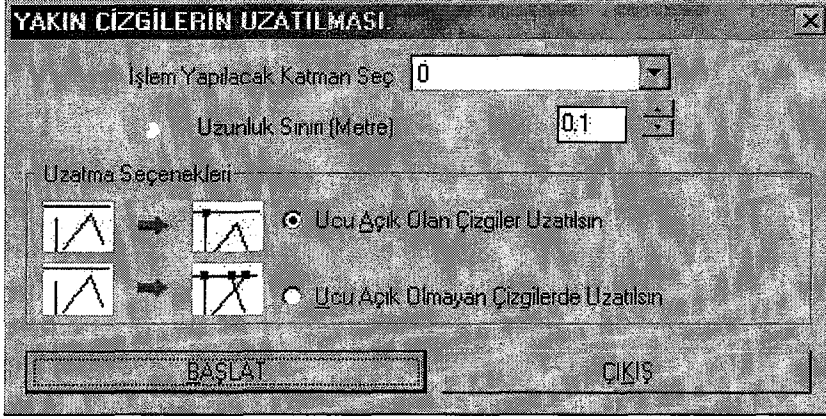 YAKIN ÇİZGİLERİN UZATILMASI.
İşlem Yapılacak Katman Seç 0
Uzunluk Sınırı (Metre) 0.1
Uzatma Seçenekleri
Ucu Açık Olan Çizgiler Uzatılsın
Ucu Açık Olmayan Çizgilerde Uzatılsın
BAŞLAT ÇIKIŞ